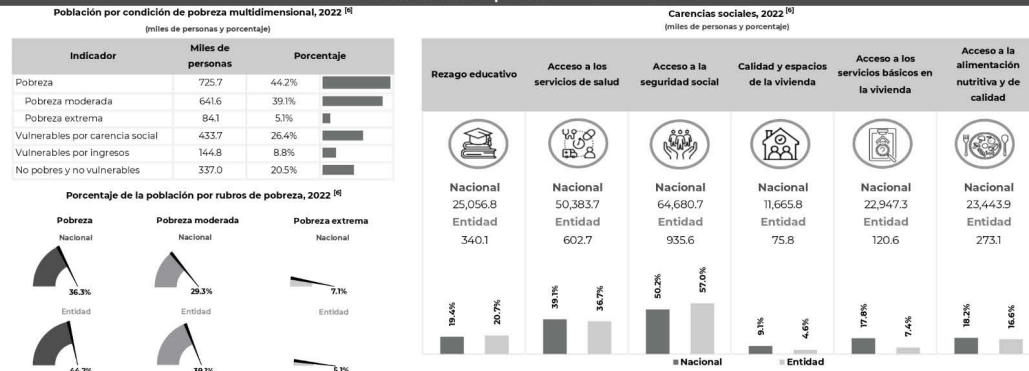 Población por condición de pobreza multidimensional, 2022 [6]
(miles de personas y porcentaje)
Indicador
Miles de
personas
Porcentaje
Pobreza 725.7 44.2%
Pobreza moderada 641.6 39.1%
Pobreza extrema 84.1 5.1%
Vulnerables por carencia social 433.7 26.4%
Vulnerables por ingresos 144.8 8.8%
No pobres y no vulnerables 337.0 20.5%
Porcentaje de la población por rubros de pobreza, 2022 [6]
Pobreza Pobreza moderada Pobreza extrema
Nacional Nacional Nacional
36.3% 29.3% 7.1%
Entidad Entidad Entidad
44.2% 39.1% 5.1%
Carencias sociales, 2022 [6]
(miles de personas y porcentaje)
Rezago educativo
Acceso a los
servicios de salud
Acceso a la
seguridad social
Calidad y espacios
de la vivienda
Acceso a los
servicios básicos en
la vivienda
Acceso a la
alimentación
nutritiva y de
calidad
Nacional Nacional Nacional Nacional Nacional Nacional
25,056.8 50,383.7 64,680.7 11,665.8 22,947.3 23,443.9
Entidad Entidad Entidad Entidad Entidad Entidad
340.1 602.7 935.6 75.8 120.6 273.1
19.4% 20.7% 39.1% 36.7% 50.2% 57.0% 9.1% 4.6% 17.8% 7.4% 18.2% 16.6%
Nacional Entidad